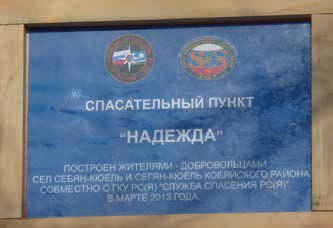 СПАСАТЕЛЬНЫЙ ПУНКТ
"НАДЕЖДА"
ПОСТРОЕН ЖИТЕЛЯМИ - ДОБРОВОЛЬЦАМИ
СЕЛ СЕБЯН-КЮЕЛЬ И СЕГЯН-КЮЕЛЬ КОБЯЙСКОГО РАЙОНА
СОВМЕСТНО С ГКУ РС(Я) "СЛУЖБА СПАСЕНИЯ РС(Я)"
В МАРТЕ 2013 ГОДА.